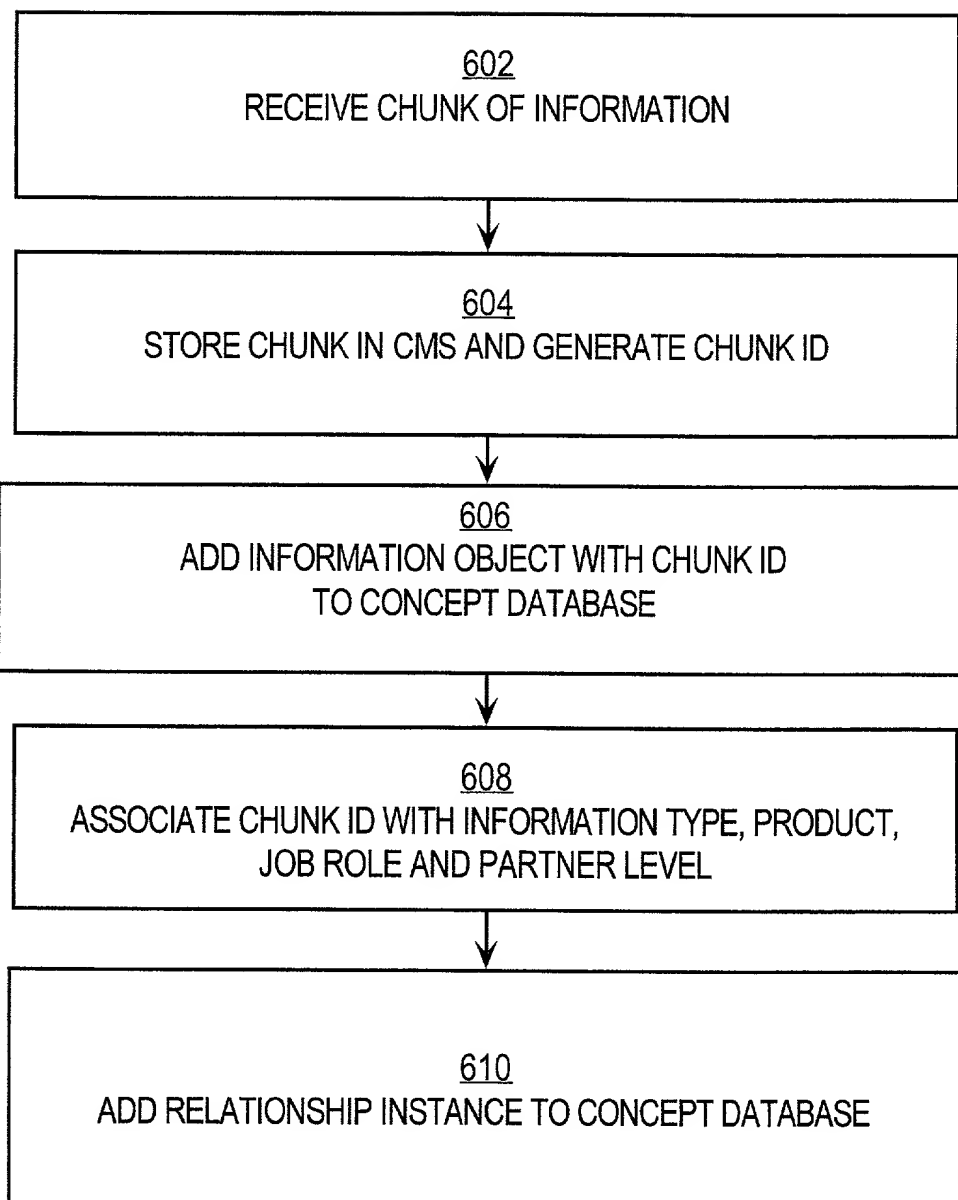 602
RECEIVE CHUNK OF INFORMATION
604
STORE CHUNK IN CMS AND GENERATE CHUNK ID
606
ADD INFORMATION OBJECT WITH CHUNK ID
TO CONCEPT DATABASE
608
ASSOCIATE CHUNK ID WITH INFORMATION TYPE, PRODUCT,
JOB ROLE AND PARTNER LEVEL
610
ADD RELATIONSHIP INSTANCE TO CONCEPT DATABASE